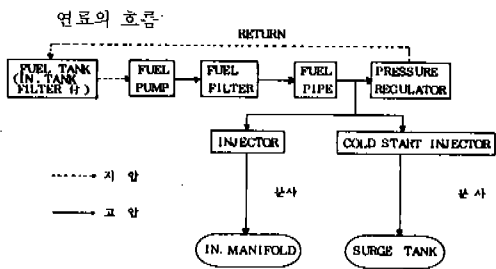 연료의 흐름
RETURN
FUEL TANK
(IN. TANK
FILTER 付)
FUEL
PUMP
FUEL
FILTER
FUEL
PIPE
PRESSURE
REGULATOR
INJECTOR
COLD START INJECTOR
저 압
고 압
분사
분 사
IN. MANIFOLD
SURGE TANK